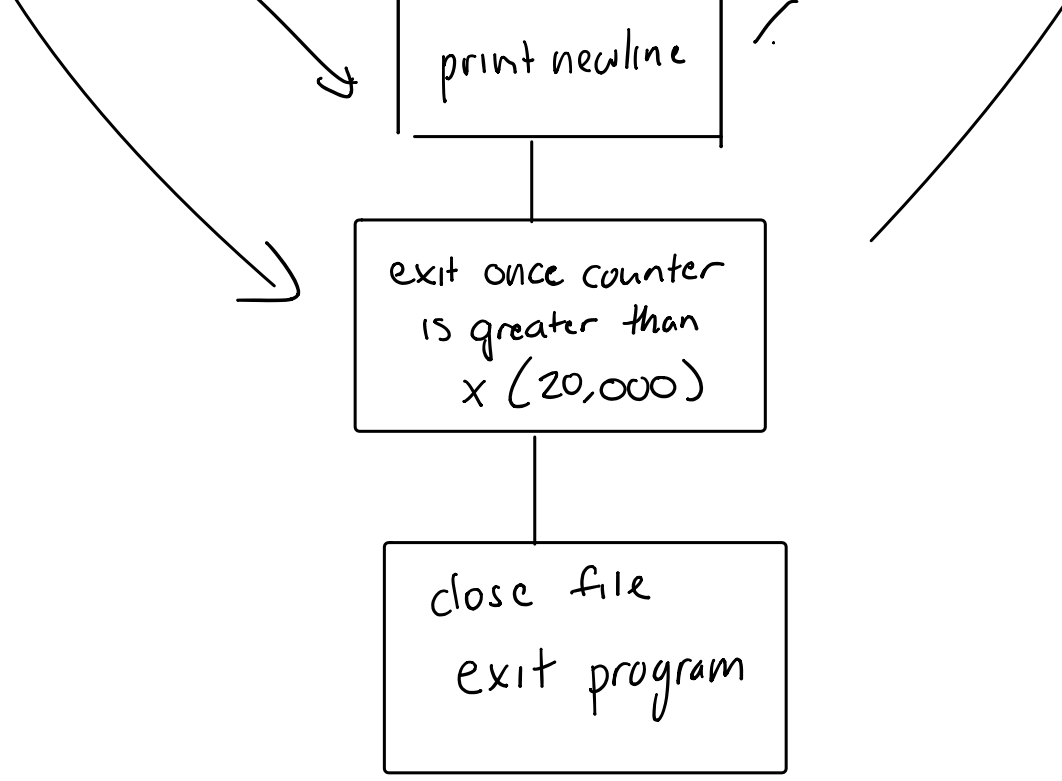 print newline
exit once counter
is greater than
x (20,000)
close file
exit program